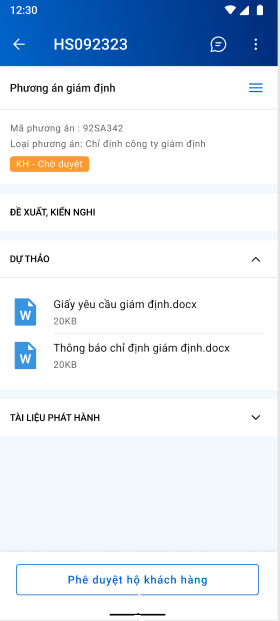 12:30
HS092323
Phương án giám định
Mã phương án : 92SA342
Loại phương án: Chỉ định công ty giám định
KH - Chờ duyệt
ĐỀ XUẤT, KIẾN NGHI
DỰ THẢO
W
Giấy yêu cầu giám định.docx
20KB
W
Thông báo chỉ định giám định.docx
20KB
TÀI LIỆU PHÁT HÀNH
Phê duyệt hộ khách hàng